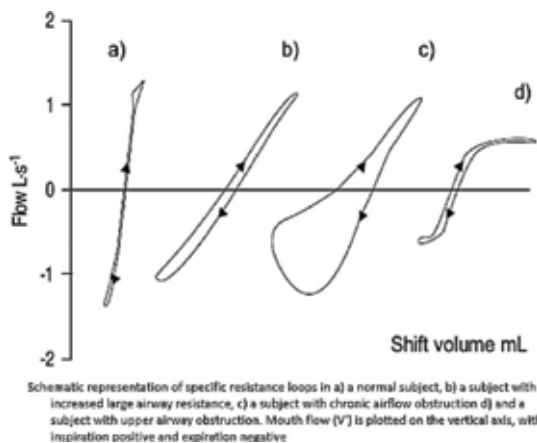 2
a)
b)
c)
d)
1
Flow L·s-1
0
-1
Shift volume mL
-2
Schematic representation of specific resistance loops in a) a normal subject, b) a subject with
increased large airway resistance, c) a subject with chronic airflow obstruction d) and a
subject with upper airway obstruction. Mouth flow (V') is plotted on the vertical axis, with
inspiration positive and expiration negative